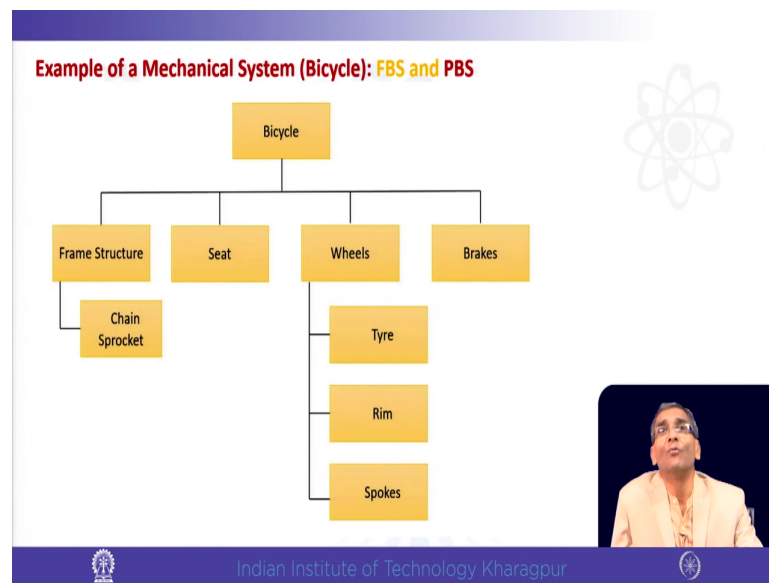 Example of a Mechanical System (Bicycle): FBS and PBS
Bicycle
Frame Structure
Seat
Wheels
Brakes
Chain
Sprocket
Tyre
Rim
Spokes
Indian Institute of Technology Kharagpur